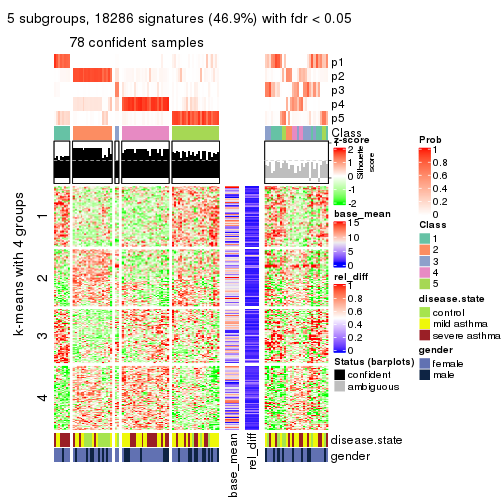 5 subgroups, 18286 signatures (46.9%) with fdr < 0.05
78 confident samples
p1
p2
p3
p4
p5
Class
1
2
3
4
k-means with 4 groups
z-score
2
1
0
-1
-2
Silhouette
score
base_mean
15
10
5
0
rel_diff
1
0.8
0.6
0.4
0.2
0
Status (barplots)
confident
ambiguous
Prob
1
0.8
0.6
0.4
0.2
0
Class
1
2
3
4
5
disease.state
control
mild asthma
severe asthma
gender
female
male
disease.state
gender
base_mean
rel_diff